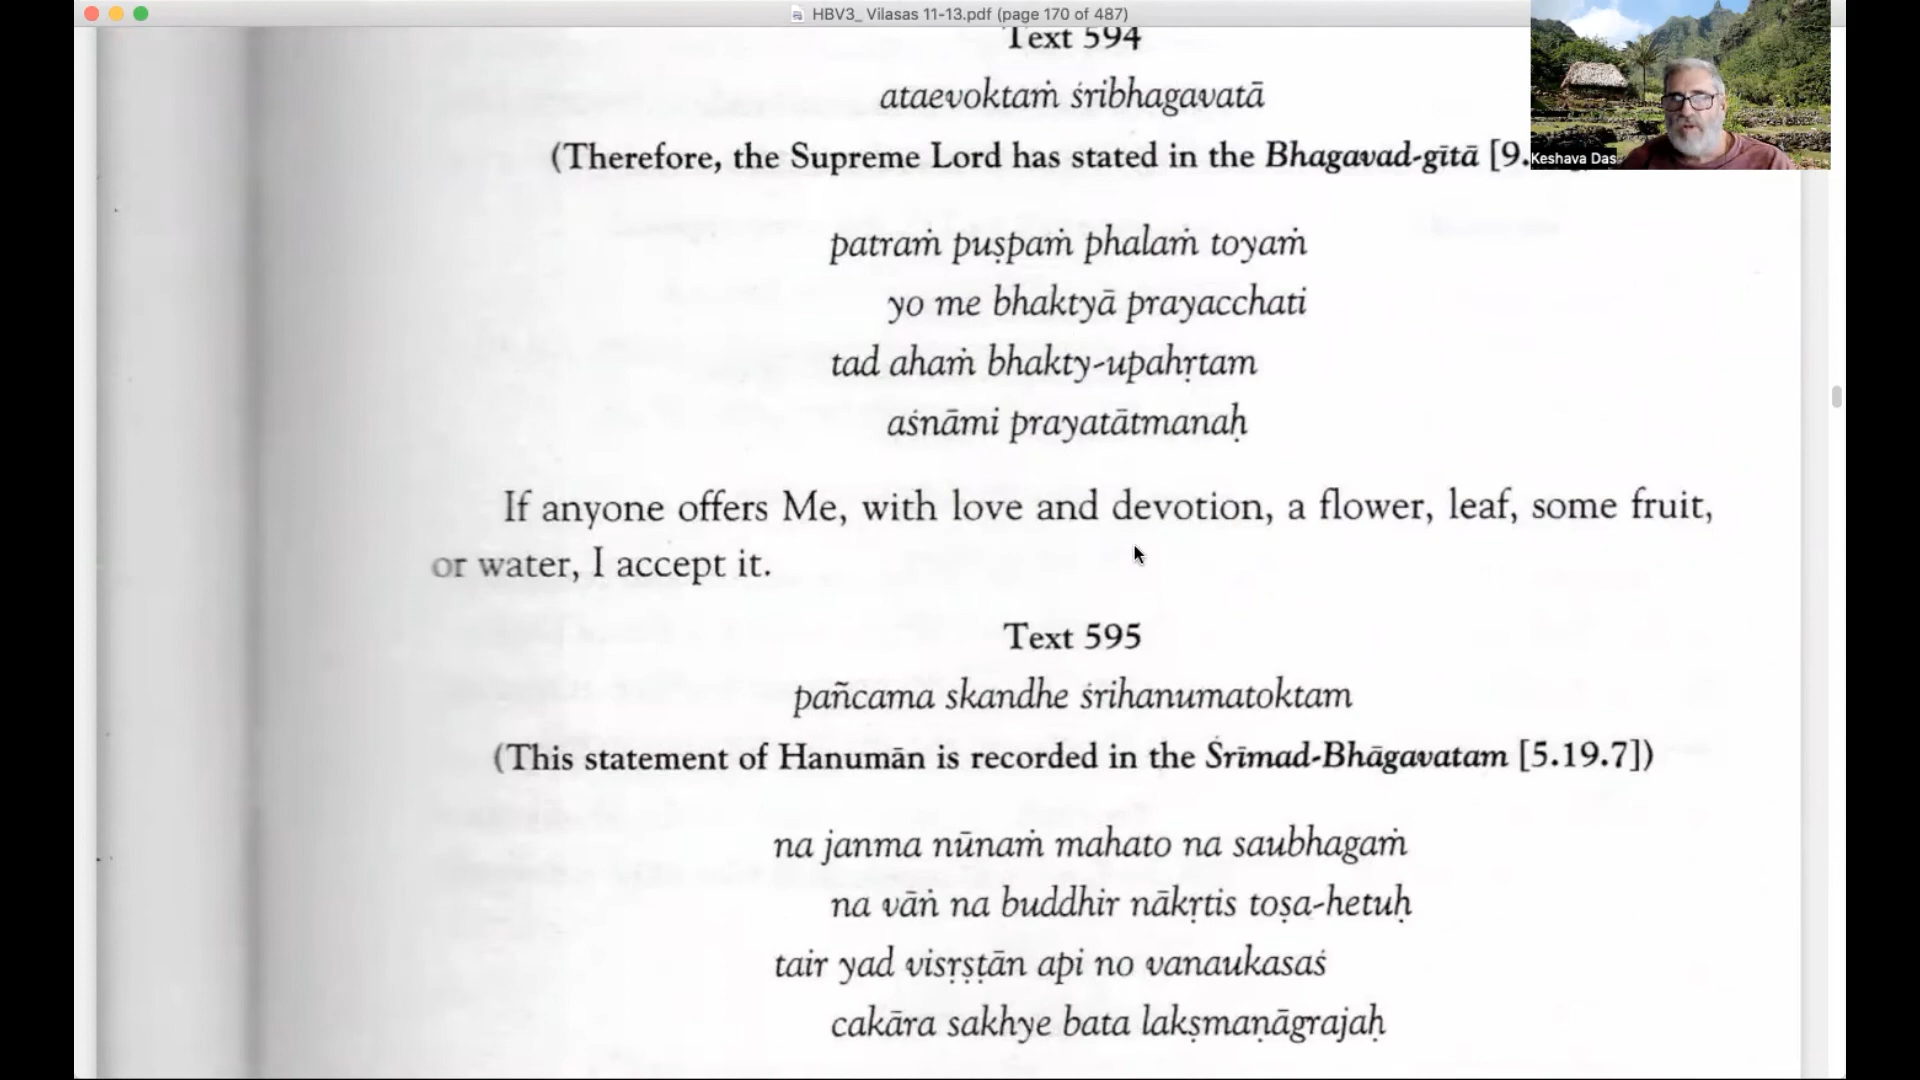 HBV3_ Vilasas 11-13.pdf (page 170 of 487)
Text 594
ataevoktaṁ śribhagavatā
(Therefore, the Supreme Lord has stated in the Bhagavad-gītā [9.
Keshava Das
patraṁ puṣpaṁ phalaṁ toyaṁ
yo me bhaktyā prayacchati
tad ahaṁ bhakty-upahṛtam
aśnāmi prayatātmanaḥ
If anyone offers Me, with love and devotion, a flower, leaf, some fruit,
or water, I accept it.
Text 595
pañcama skandhe śrihanumatoktam
(This statement of Hanumān is recorded in the Śrīmad-Bhāgavatam [5.19.7])
na janma nūnaṁ mahato na saubhagaṁ
na vāṅ na buddhir nākṛtis toṣa-hetuḥ
tair yad visṛṣṭān api no vanaukasaś
cakāra sakhye bata lakṣmaṇāgrajaḥ